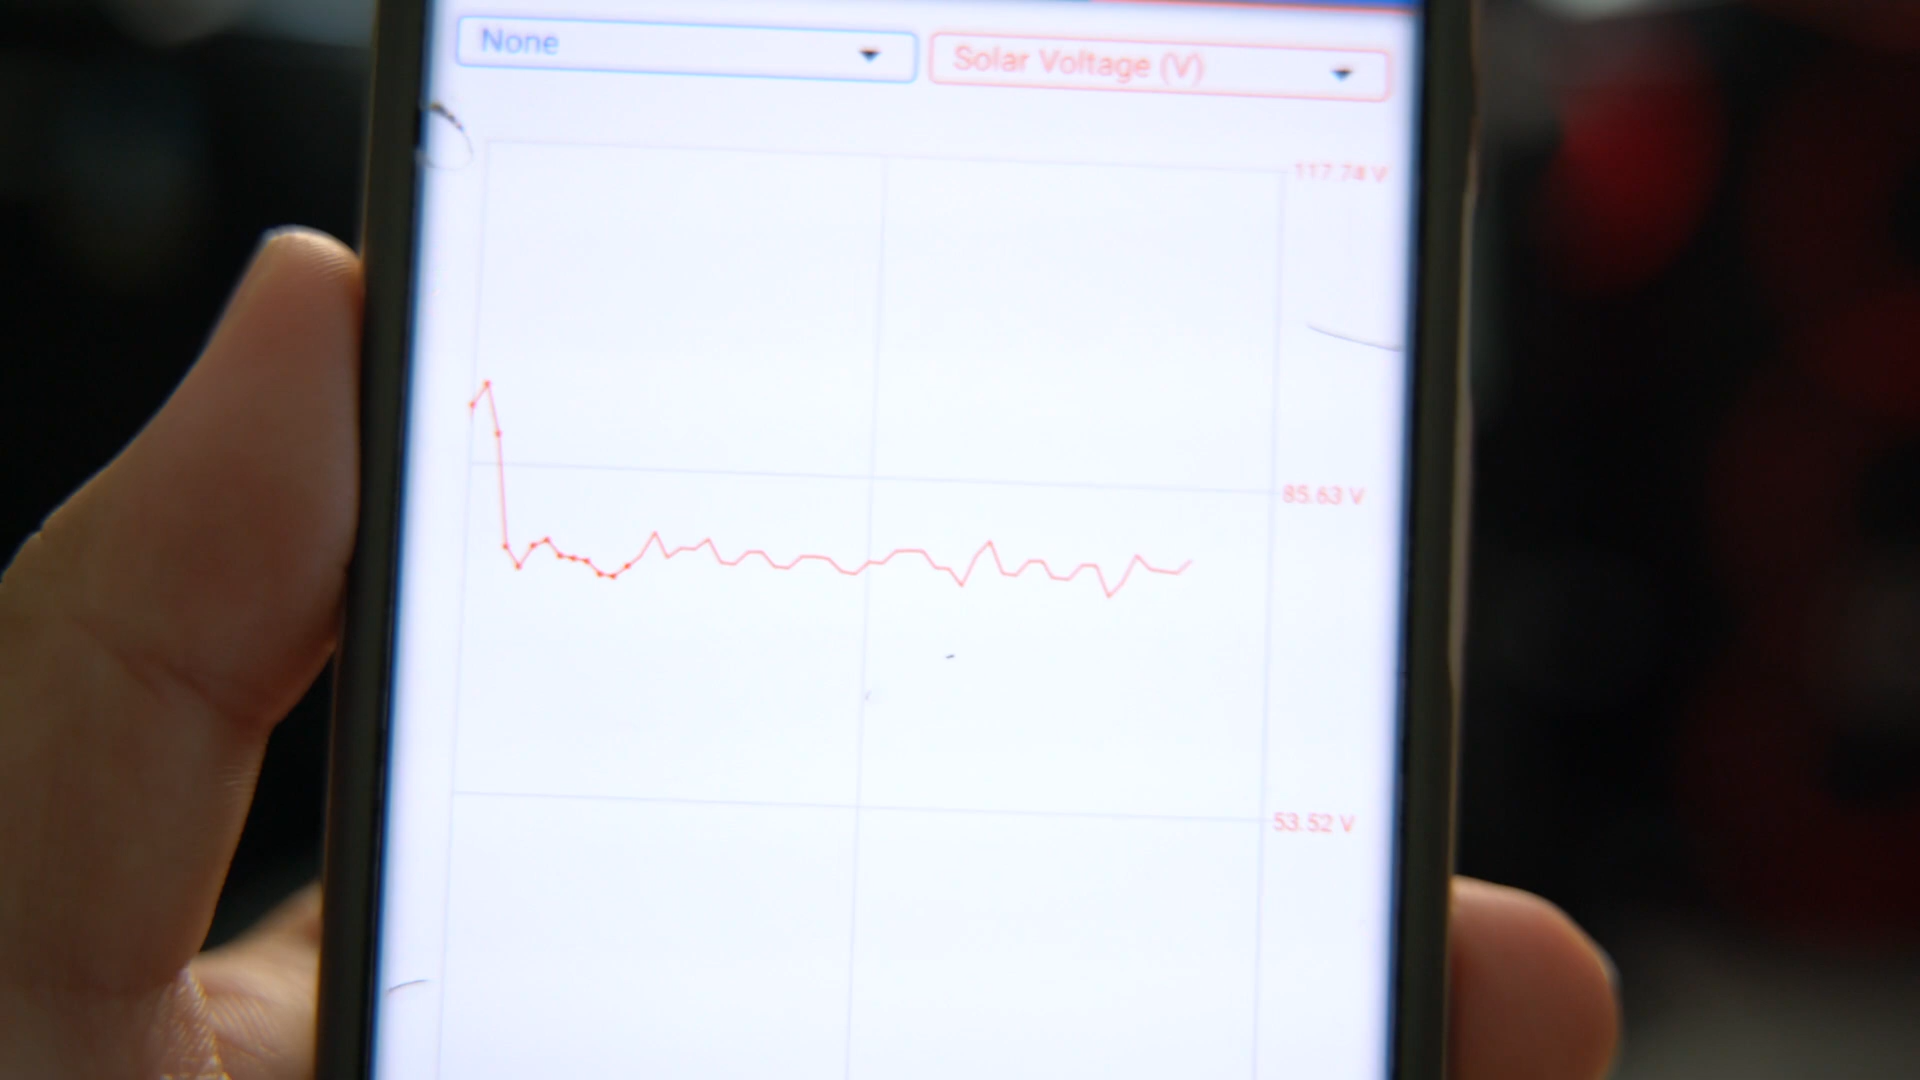 None
Solar Voltage (V)
117.74 V
85.63 V
53.52 V